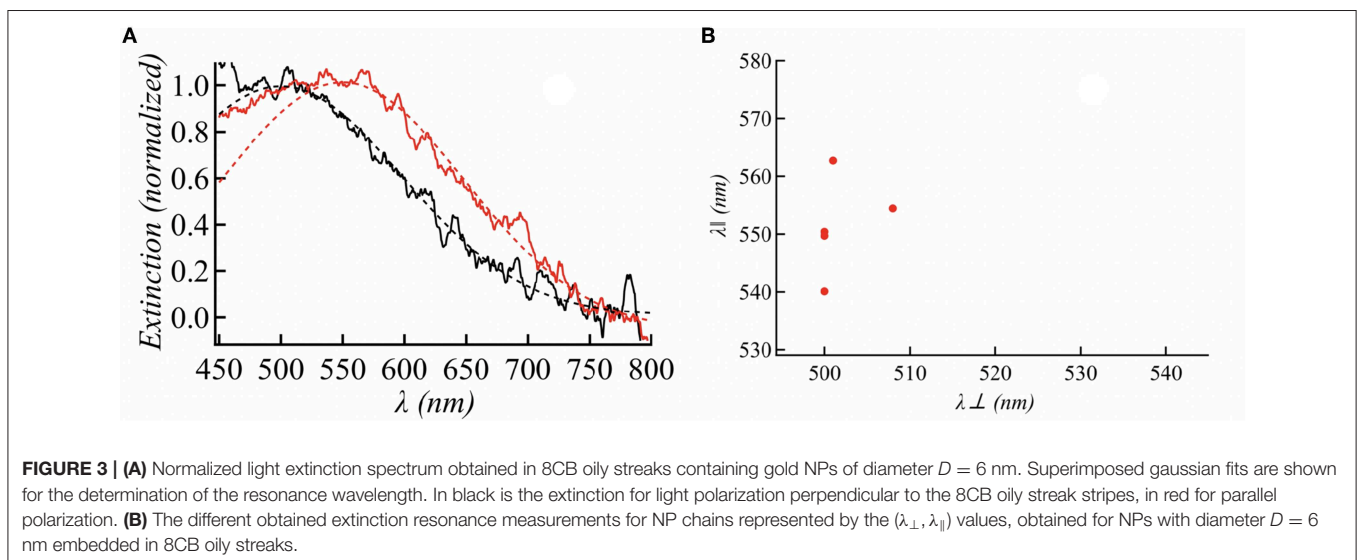 A
Extinction (normalized)
1.0
0.8
0.6
0.4
0.2
0.0
450 500 550 600 650 700 750 800
λ (nm)
B
λ∥ (nm)
580
570
560
550
540
530
500 510 520 530 540
λ⊥ (nm)
FIGURE 3 | (A) Normalized light extinction spectrum obtained in 8CB oily streaks containing gold NPs of diameter D = 6 nm. Superimposed gaussian fits are shown
for the determination of the resonance wavelength. In black is the extinction for light polarization perpendicular to the 8CB oily streak stripes, in red for parallel
polarization. (B) The different obtained extinction resonance measurements for NP chains represented by the (λ⊥, λ∥) values, obtained for NPs with diameter D = 6
nm embedded in 8CB oily streaks.